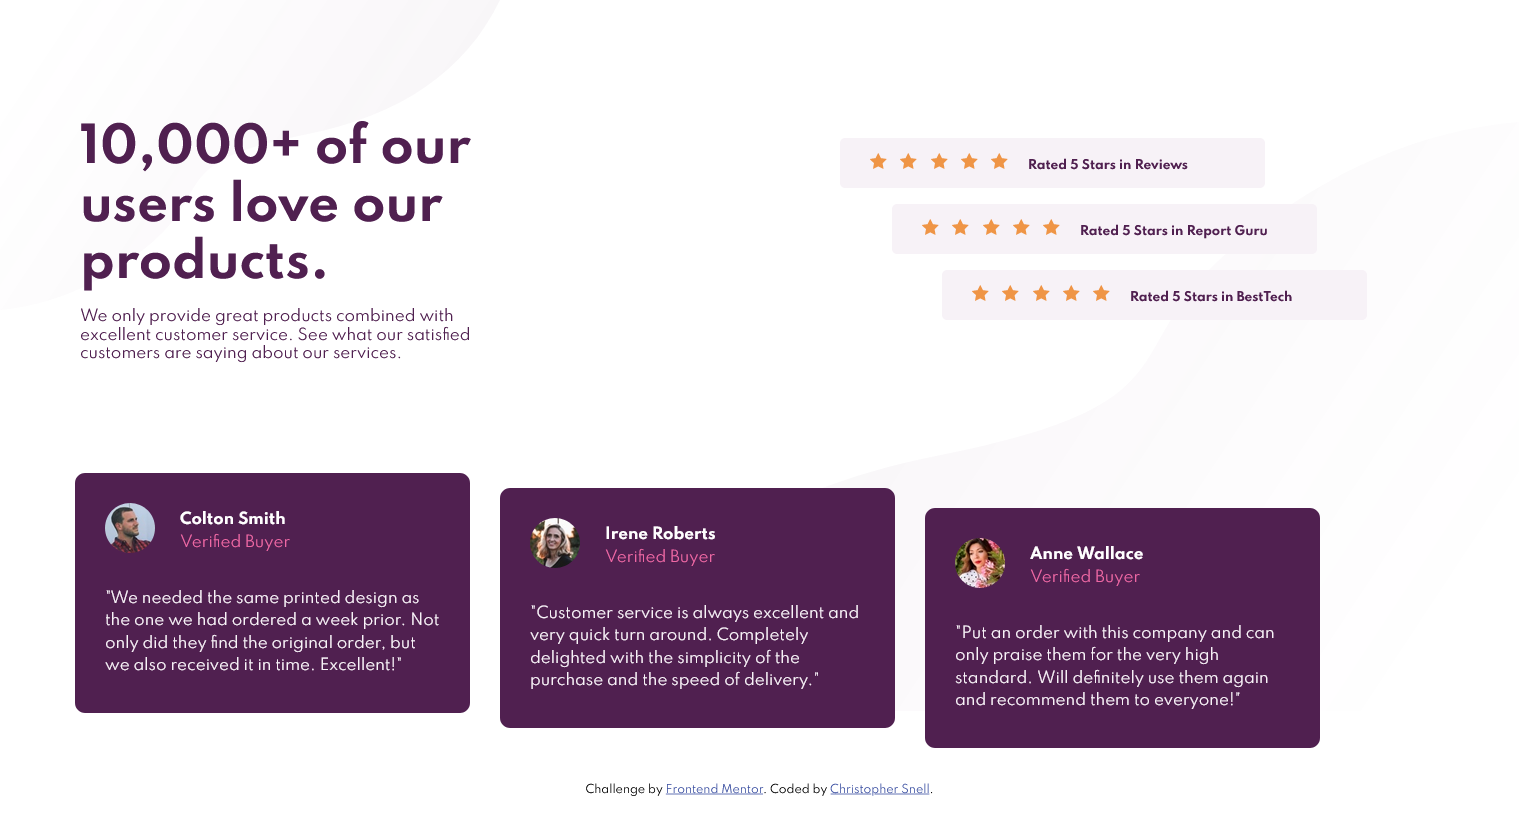 10,000+ of our
users love our
products.
We only provide great products combined with
excellent customer service. See what our satisfied
customers are saying about our services.
Rated 5 Stars in Reviews
Rated 5 Stars in Report Guru
Rated 5 Stars in BestTech
Colton Smith
Verified Buyer
"We needed the same printed design as
the one we had ordered a week prior. Not
only did they find the original order, but
we also received it in time. Excellent!"
Irene Roberts
Verified Buyer
"Customer service is always excellent and
very quick turn around. Completely
delighted with the simplicity of the
purchase and the speed of delivery."
Anne Wallace
Verified Buyer
"Put an order with this company and can
only praise them for the very high
standard. Will definitely use them again
and recommend them to everyone!"
Challenge by Frontend Mentor. Coded by Christopher Snell.